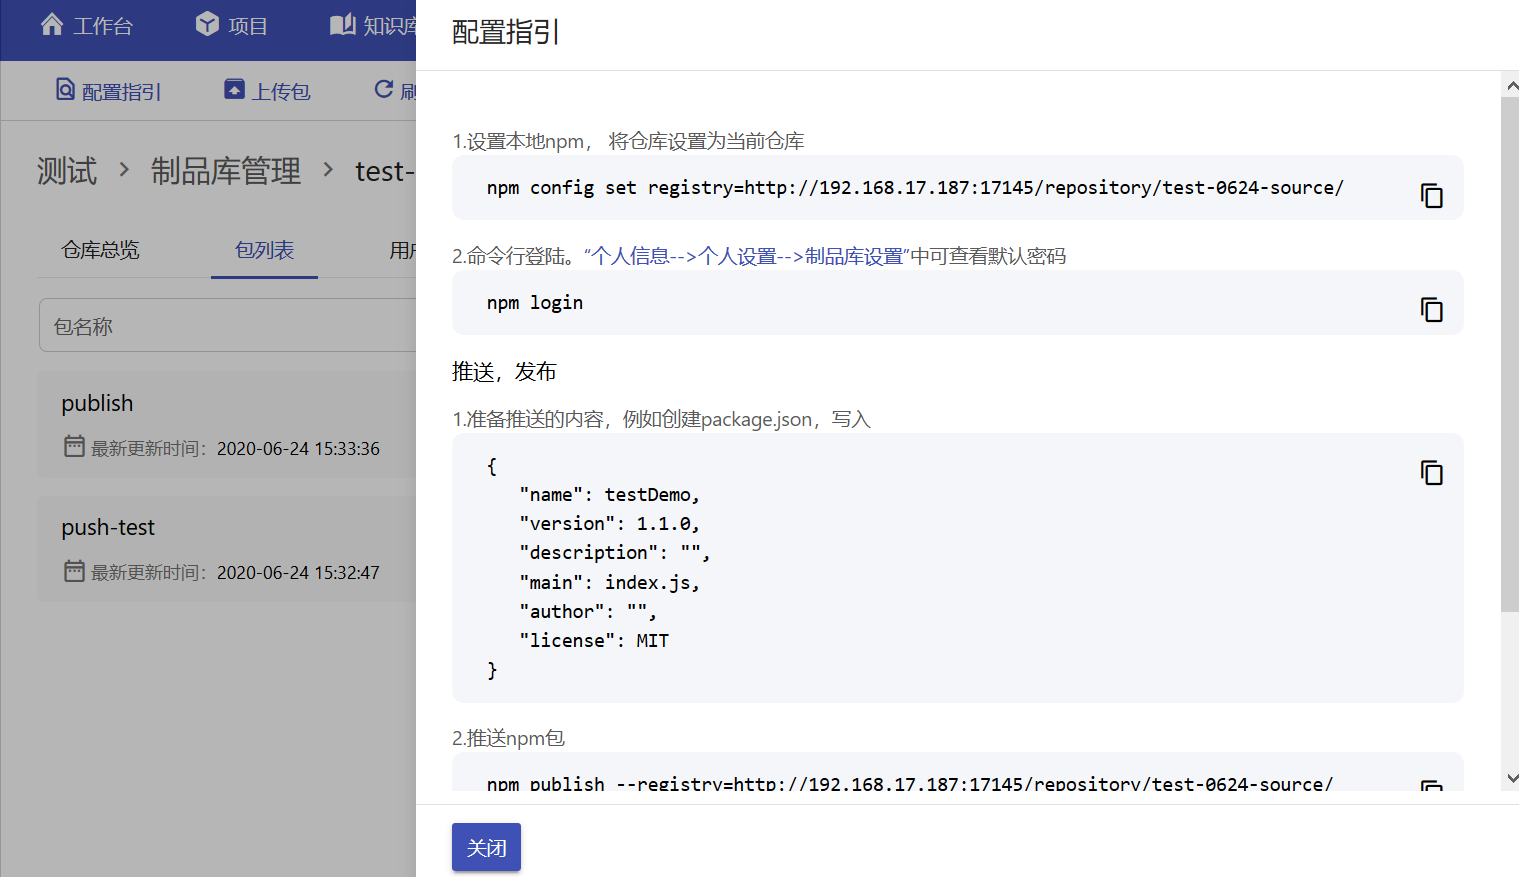 工作台 项目 知识库
配置指引 上传包 刷
测试 > 制品库管理 > test-
仓库总览 包列表 用户
包名称
publish
最新更新时间：2020-06-24 15:33:36
push-test
最新更新时间：2020-06-24 15:32:47
配置指引
1.设置本地npm， 将仓库设置为当前仓库
npm config set registry=http://192.168.17.187:17145/repository/test-0624-source/
2.命令行登陆。“个人信息-->个人设置-->制品库设置”中可查看默认密码
npm login
推送，发布
1.准备推送的内容，例如创建package.json，写入
{
"name": testDemo,
"version": 1.1.0,
"description": "",
"main": index.js,
"author": "",
"license": MIT
}
2.推送npm包
npm publish --registry=http://192.168.17.187:17145/repository/test-0624-source/
关闭